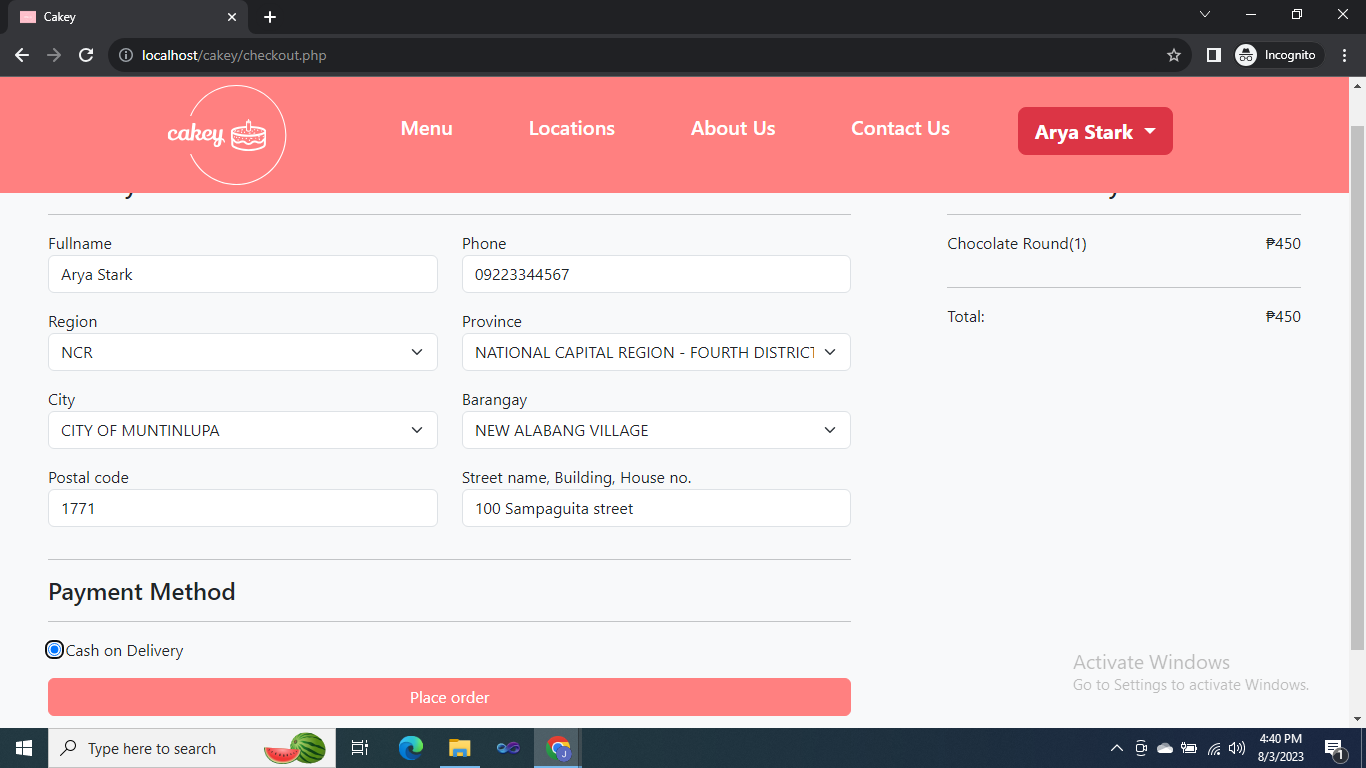 Cakey
localhost/cakey/checkout.php
Incognito
cakey
Menu
Locations
About Us
Contact Us
Arya Stark
Fullname
Phone
Arya Stark
09223344567
Region
Province
NCR
NATIONAL CAPITAL REGION - FOURTH DISTRICT
City
Barangay
CITY OF MUNTINLUPA
NEW ALABANG VILLAGE
Postal code
Street name, Building, House no.
1771
100 Sampaguita street
Payment Method
Cash on Delivery
Place order
Chocolate Round(1) ₱450
Total: ₱450
Activate Windows
Go to Settings to activate Windows.
Type here to search
4:40 PM
8/3/2023
1